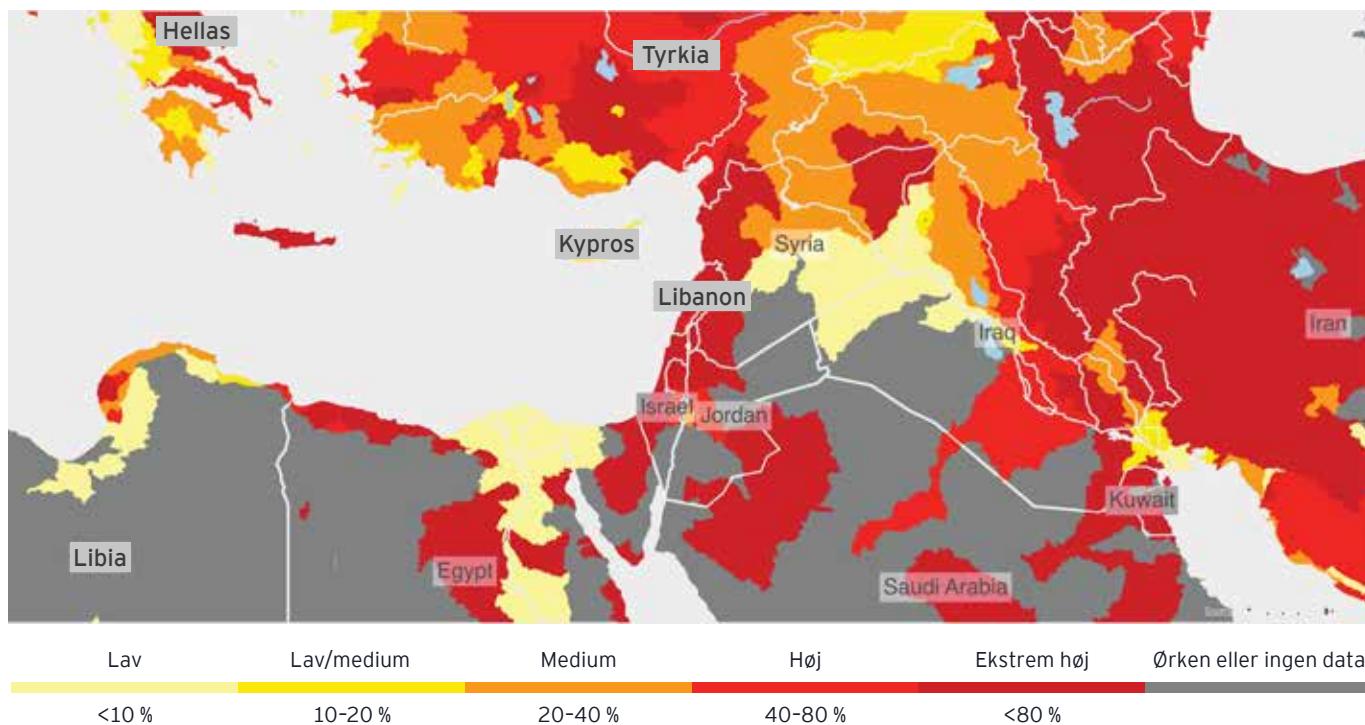 Hellas
Tyrkia
Kypros
Syria
Libanon
Iraq
Iran
Israel
Jordan
Kuwait
Libia
Egypt
Saudi Arabia
Lav
Lav/medium
Medium
Høj
Ekstrem høj
Ørken eller ingen data
<10 %
10–20 %
20–40 %
40–80 %
<80 %